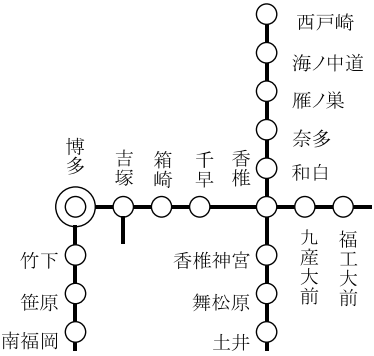 西戸崎
海ノ中道
雁ノ巣
奈多
和白
博多
吉塚
箱崎
千早
香椎
九産大前
福工大前
竹下
笹原
南福岡
香椎神宮
舞松原
土井